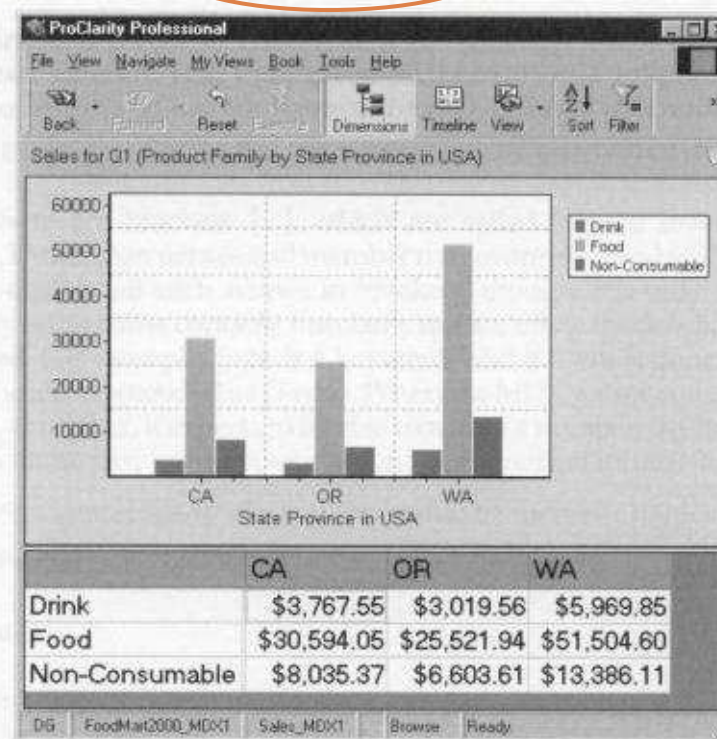 ProClarity Professional
File View Navigate My Views Book Tools Help
Back Forward Reset Execute Dimensions Timeline View Sort Filter
Sales for Q1 (Product Family by State Province in USA)
60000
50000
40000
30000
20000
10000
Drink
Food
Non-Consumable
CA OR WA
State Province in USA
CA OR WA
Drink $3,767.55 $3,019.56 $5,969.85
Food $30,594.05 $25,521.94 $51,504.60
Non-Consumable $8,035.37 $6,603.61 $13,386.11
DG FoodMart2000_MDX1 Sales_MDX1 Browse Ready